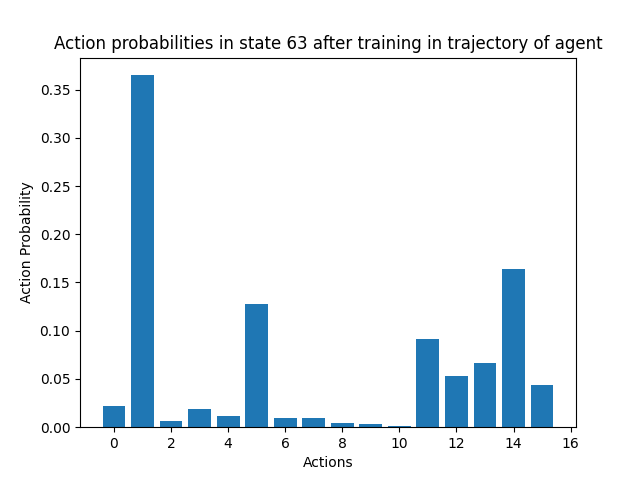 Action probabilities in state 63 after training in trajectory of agent
0.35
0.30
0.25
0.20
0.15
0.10
0.05
0.00
Action Probability
0 2 4 6 8 10 12 14 16
Actions